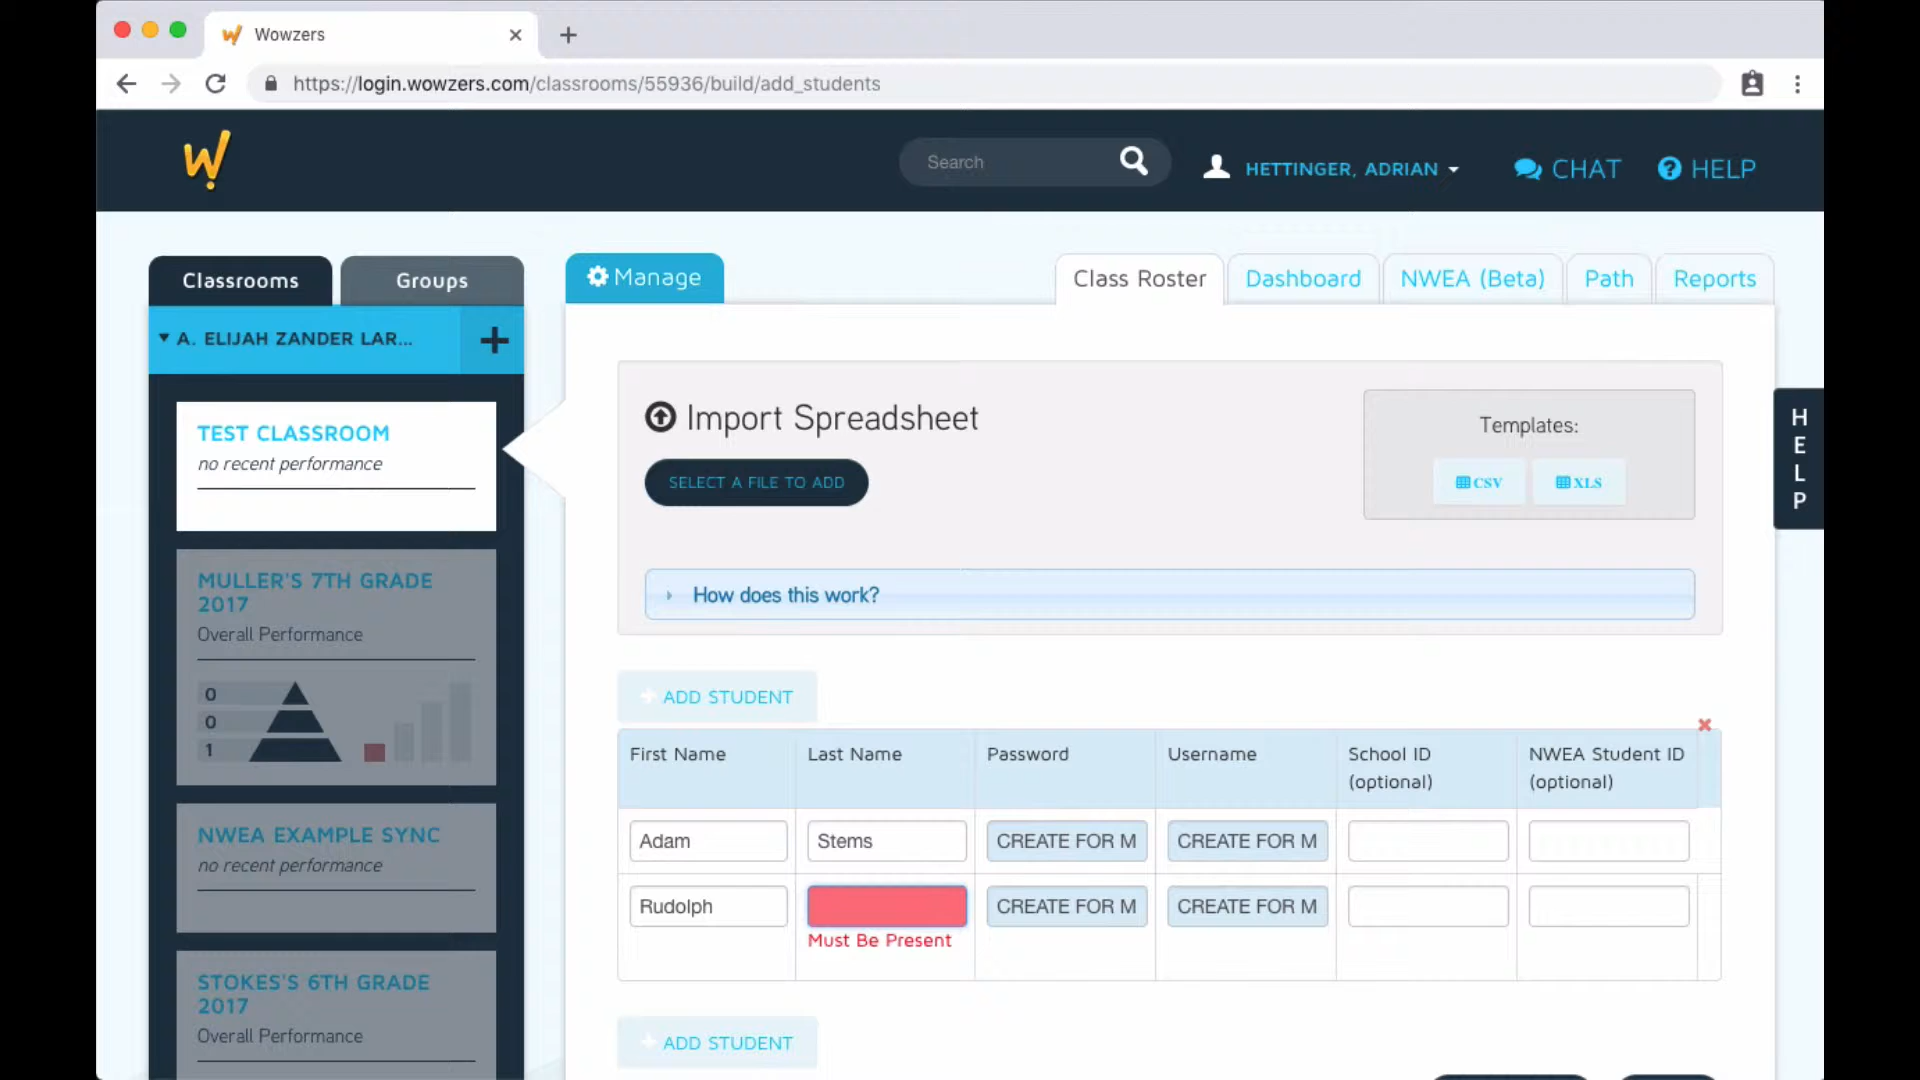 Wowzers
https://login.wowzers.com/classrooms/55936/build/add_students
Search
HETTINGER, ADRIAN
CHAT
HELP
Classrooms
Groups
Manage
Class Roster
Dashboard
NWEA (Beta)
Path
Reports
A. ELIJAH ZANDER LAR...
TEST CLASSROOM
no recent performance
MULLER'S 7TH GRADE
2017
Overall Performance
0
0
1
NWEA EXAMPLE SYNC
no recent performance
STOKES'S 6TH GRADE
2017
Overall Performance
Import Spreadsheet
SELECT A FILE TO ADD
Templates:
CSV
XLS
How does this work?
HELP
ADD STUDENT
First Name
Last Name
Password
Username
School ID
(optional)
NWEA Student ID
(optional)
Adam
Stems
CREATE FOR M
CREATE FOR M
Rudolph
CREATE FOR M
CREATE FOR M
Must Be Present
ADD STUDENT